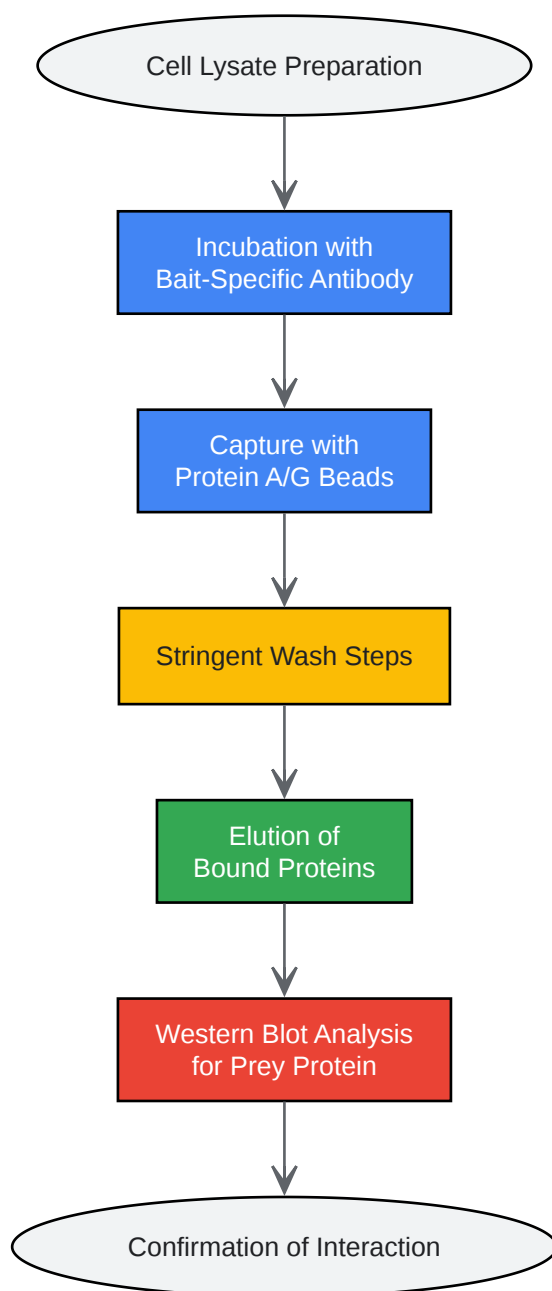 Cell Lysate Preparation
Incubation with
Bait-Specific Antibody
Capture with
Protein A/G Beads
Stringent Wash Steps
Elution of
Bound Proteins
Western Blot Analysis
for Prey Protein
Confirmation of Interaction